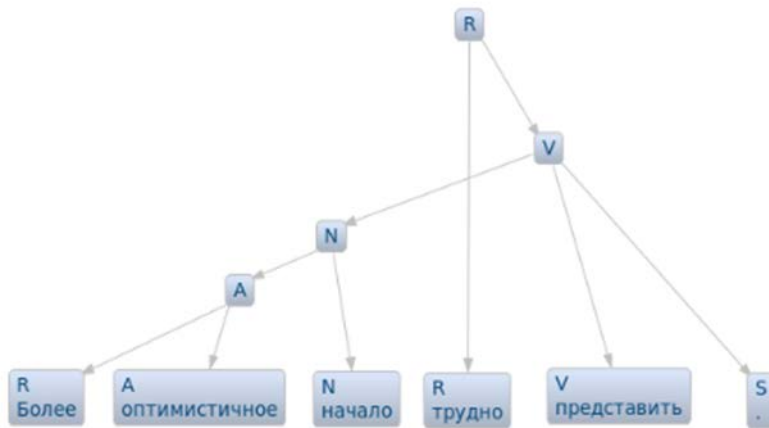 R
V
N
A
R A N R V S
Более оптимистичное начало трудно представить .